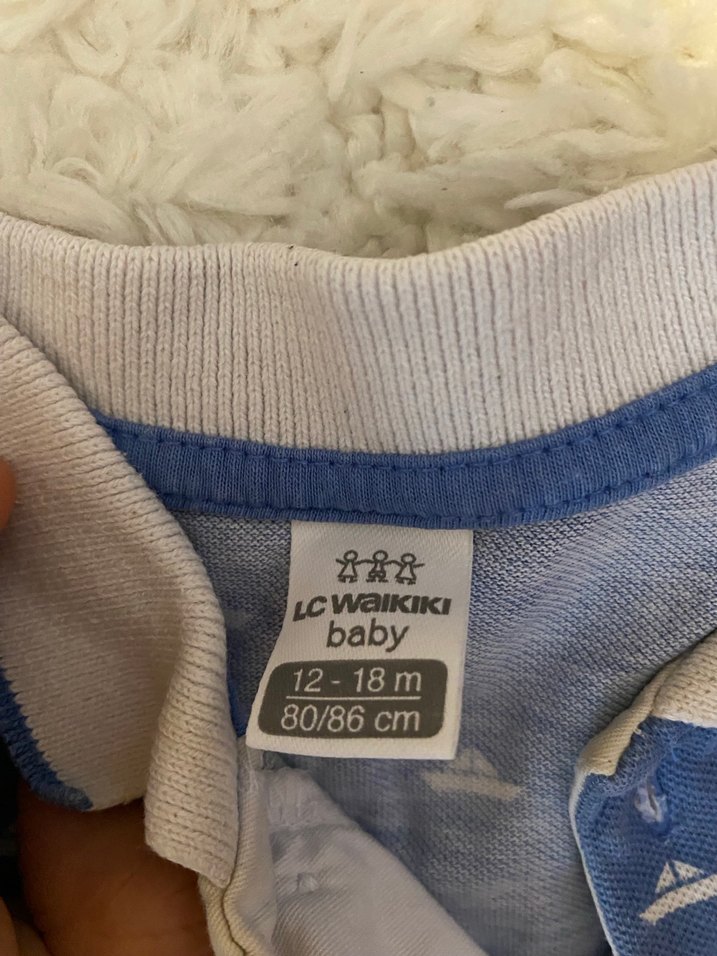 LC WAIKIKI
baby
12 - 18 m
80/86 cm